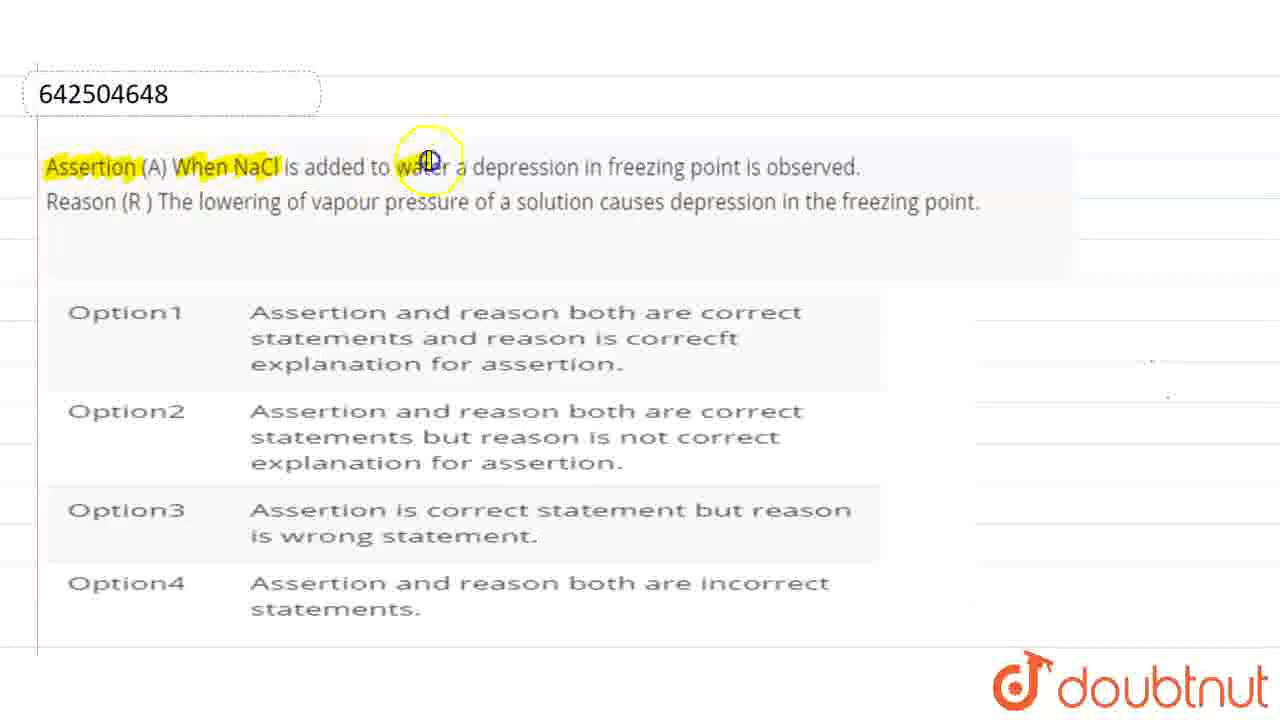 642504648
Assertion (A) When NaCl is added to water a depression in freezing point is observed.
Reason (R ) The lowering of vapour pressure of a solution causes depression in the freezing point.
Option1 Assertion and reason both are correct
statements and reason is correcft
explanation for assertion.
Option2 Assertion and reason both are correct
statements but reason is not correct
explanation for assertion.
Option3 Assertion is correct statement but reason
is wrong statement.
Option4 Assertion and reason both are incorrect
statements.
doubtnut